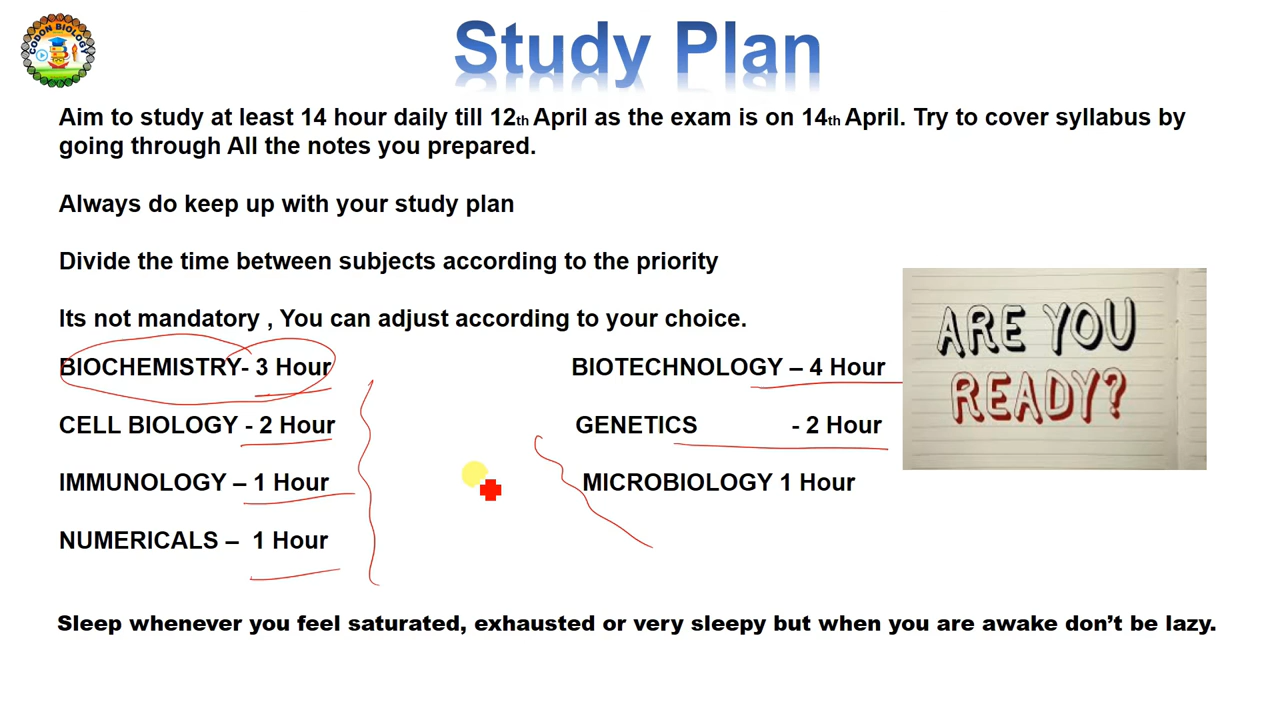 CODON BIOLOGY
Study Plan
Aim to study at least 14 hour daily till 12th April as the exam is on 14th April. Try to cover syllabus by
going through All the notes you prepared.
Always do keep up with your study plan
Divide the time between subjects according to the priority
Its not mandatory , You can adjust according to your choice.
BIOCHEMISTRY- 3 Hour
CELL BIOLOGY - 2 Hour
IMMUNOLOGY – 1 Hour
NUMERICALS – 1 Hour
BIOTECHNOLOGY – 4 Hour
GENETICS - 2 Hour
MICROBIOLOGY 1 Hour
ARE YOU
READY?
Sleep whenever you feel saturated, exhausted or very sleepy but when you are awake don’t be lazy.